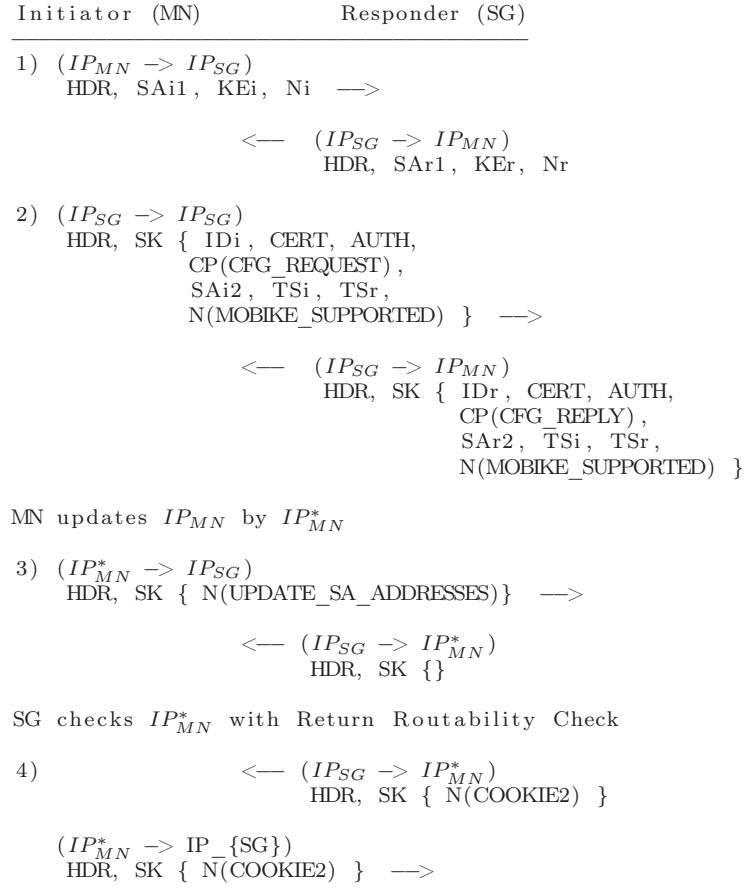 Initiator (MN) Responder (SG)
1) (IP_MN −> IP_SG)
HDR, SAi1, KEi, Ni −−>
<−− (IP_SG −> IP_MN)
HDR, SAr1, KEr, Nr
2) (IP_SG −> IP_SG)
HDR, SK { IDi, CERT, AUTH,
CP(CFG_REQUEST),
SAi2, TSi, TSr,
N(MOBIKE_SUPPORTED) } −−>
<−− (IP_SG −> IP_MN)
HDR, SK { IDr, CERT, AUTH,
CP(CFG_REPLY),
SAr2, TSi, TSr,
N(MOBIKE_SUPPORTED) }
MN updates IP_MN by IP*_MN
3) (IP*_MN −> IP_SG)
HDR, SK { N(UPDATE_SA_ADDRESSES)} −−>
<−− (IP_SG −> IP*_MN)
HDR, SK {}
SG checks IP*_MN with Return Routability Check
4) <−− (IP_SG −> IP*_MN)
HDR, SK { N(COOKIE2) }
(IP*_MN −> IP_{SG})
HDR, SK { N(COOKIE2) } −−>